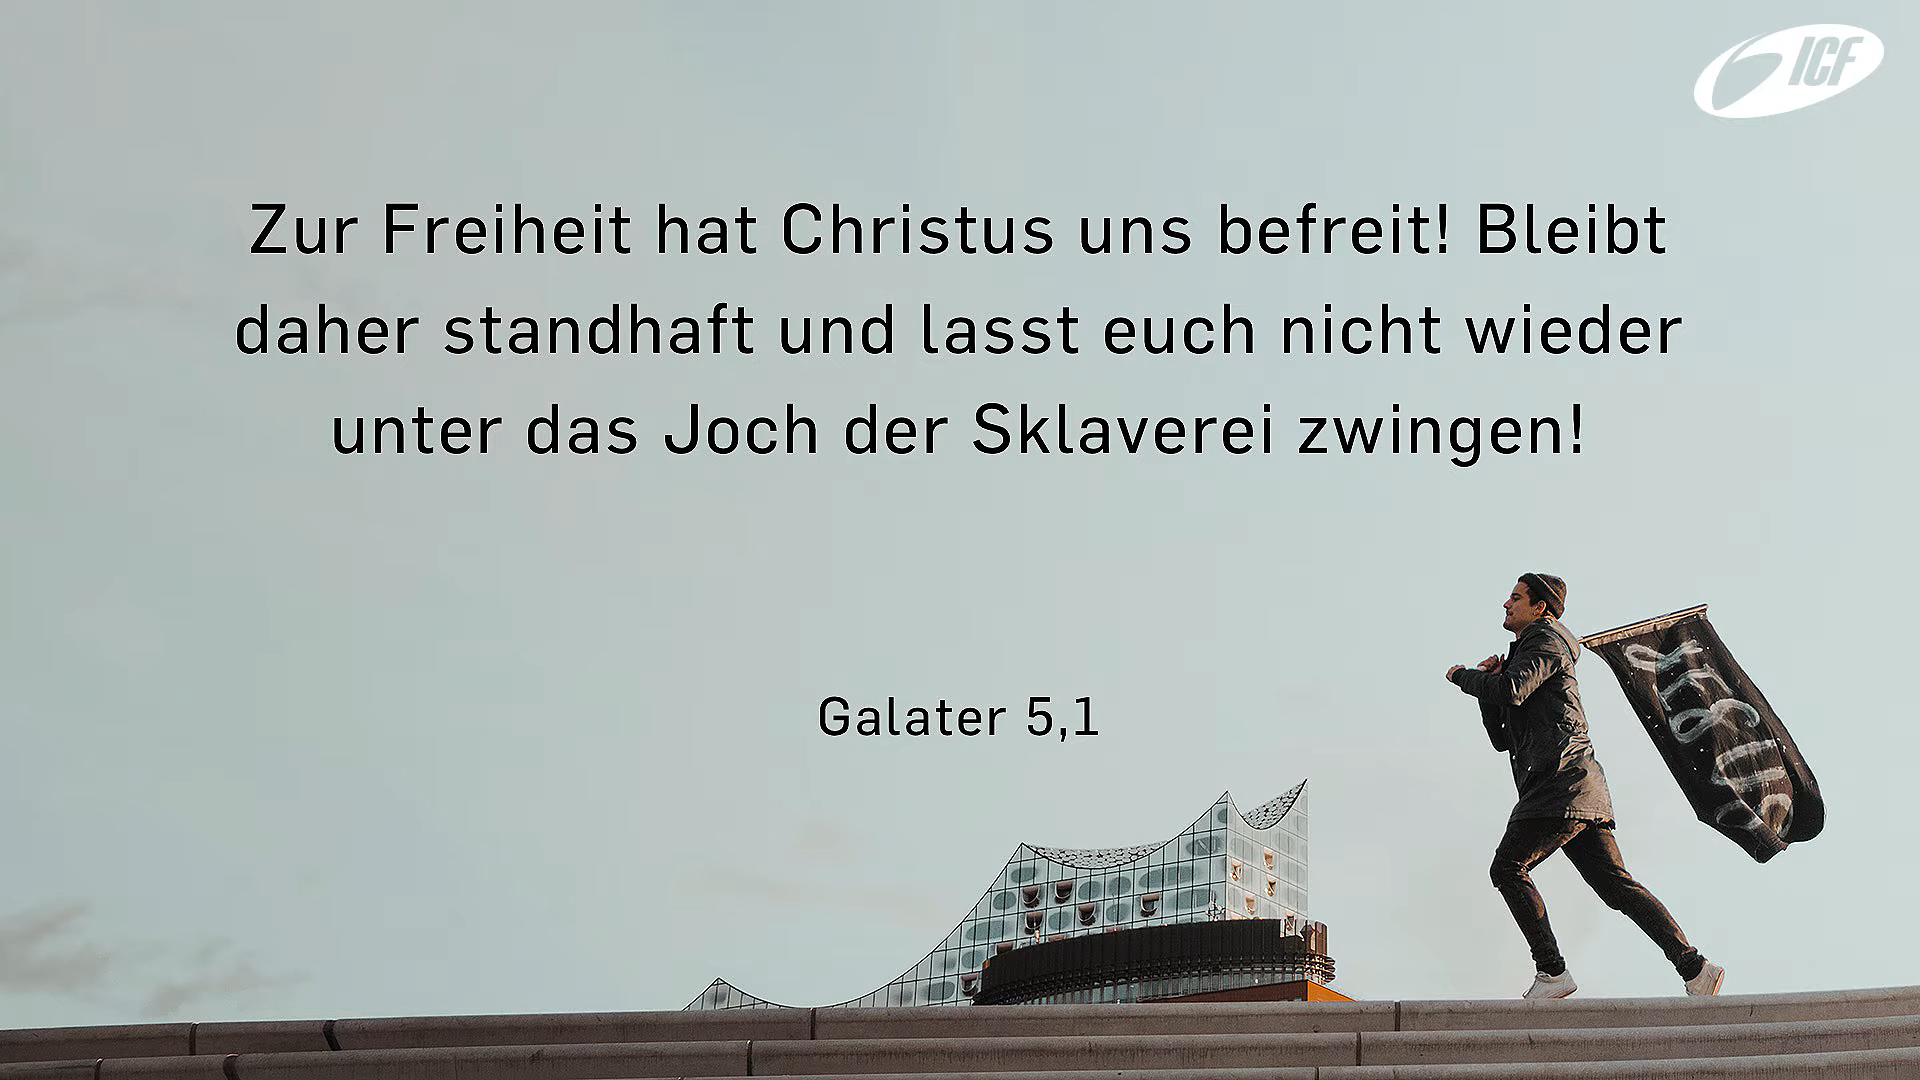 ICF
Zur Freiheit hat Christus uns befreit! Bleibt
daher standhaft und lasst euch nicht wieder
unter das Joch der Sklaverei zwingen!
Galater 5,1